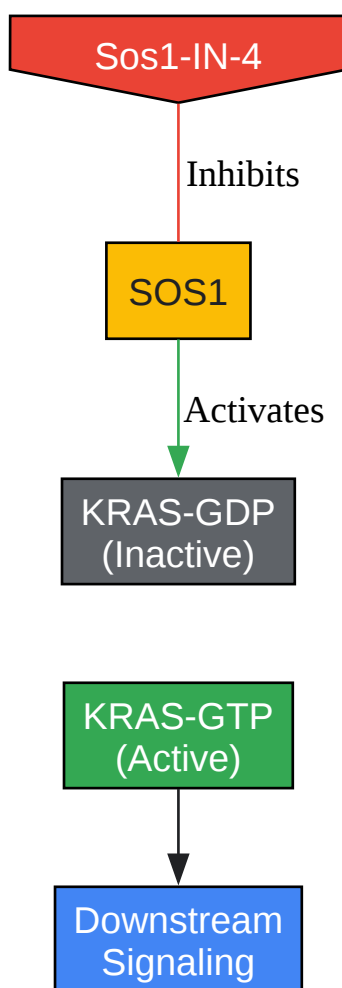 Sos1-IN-4
Inhibits
SOS1
Activates
KRAS-GDP
(Inactive)
KRAS-GTP
(Active)
Downstream
Signaling